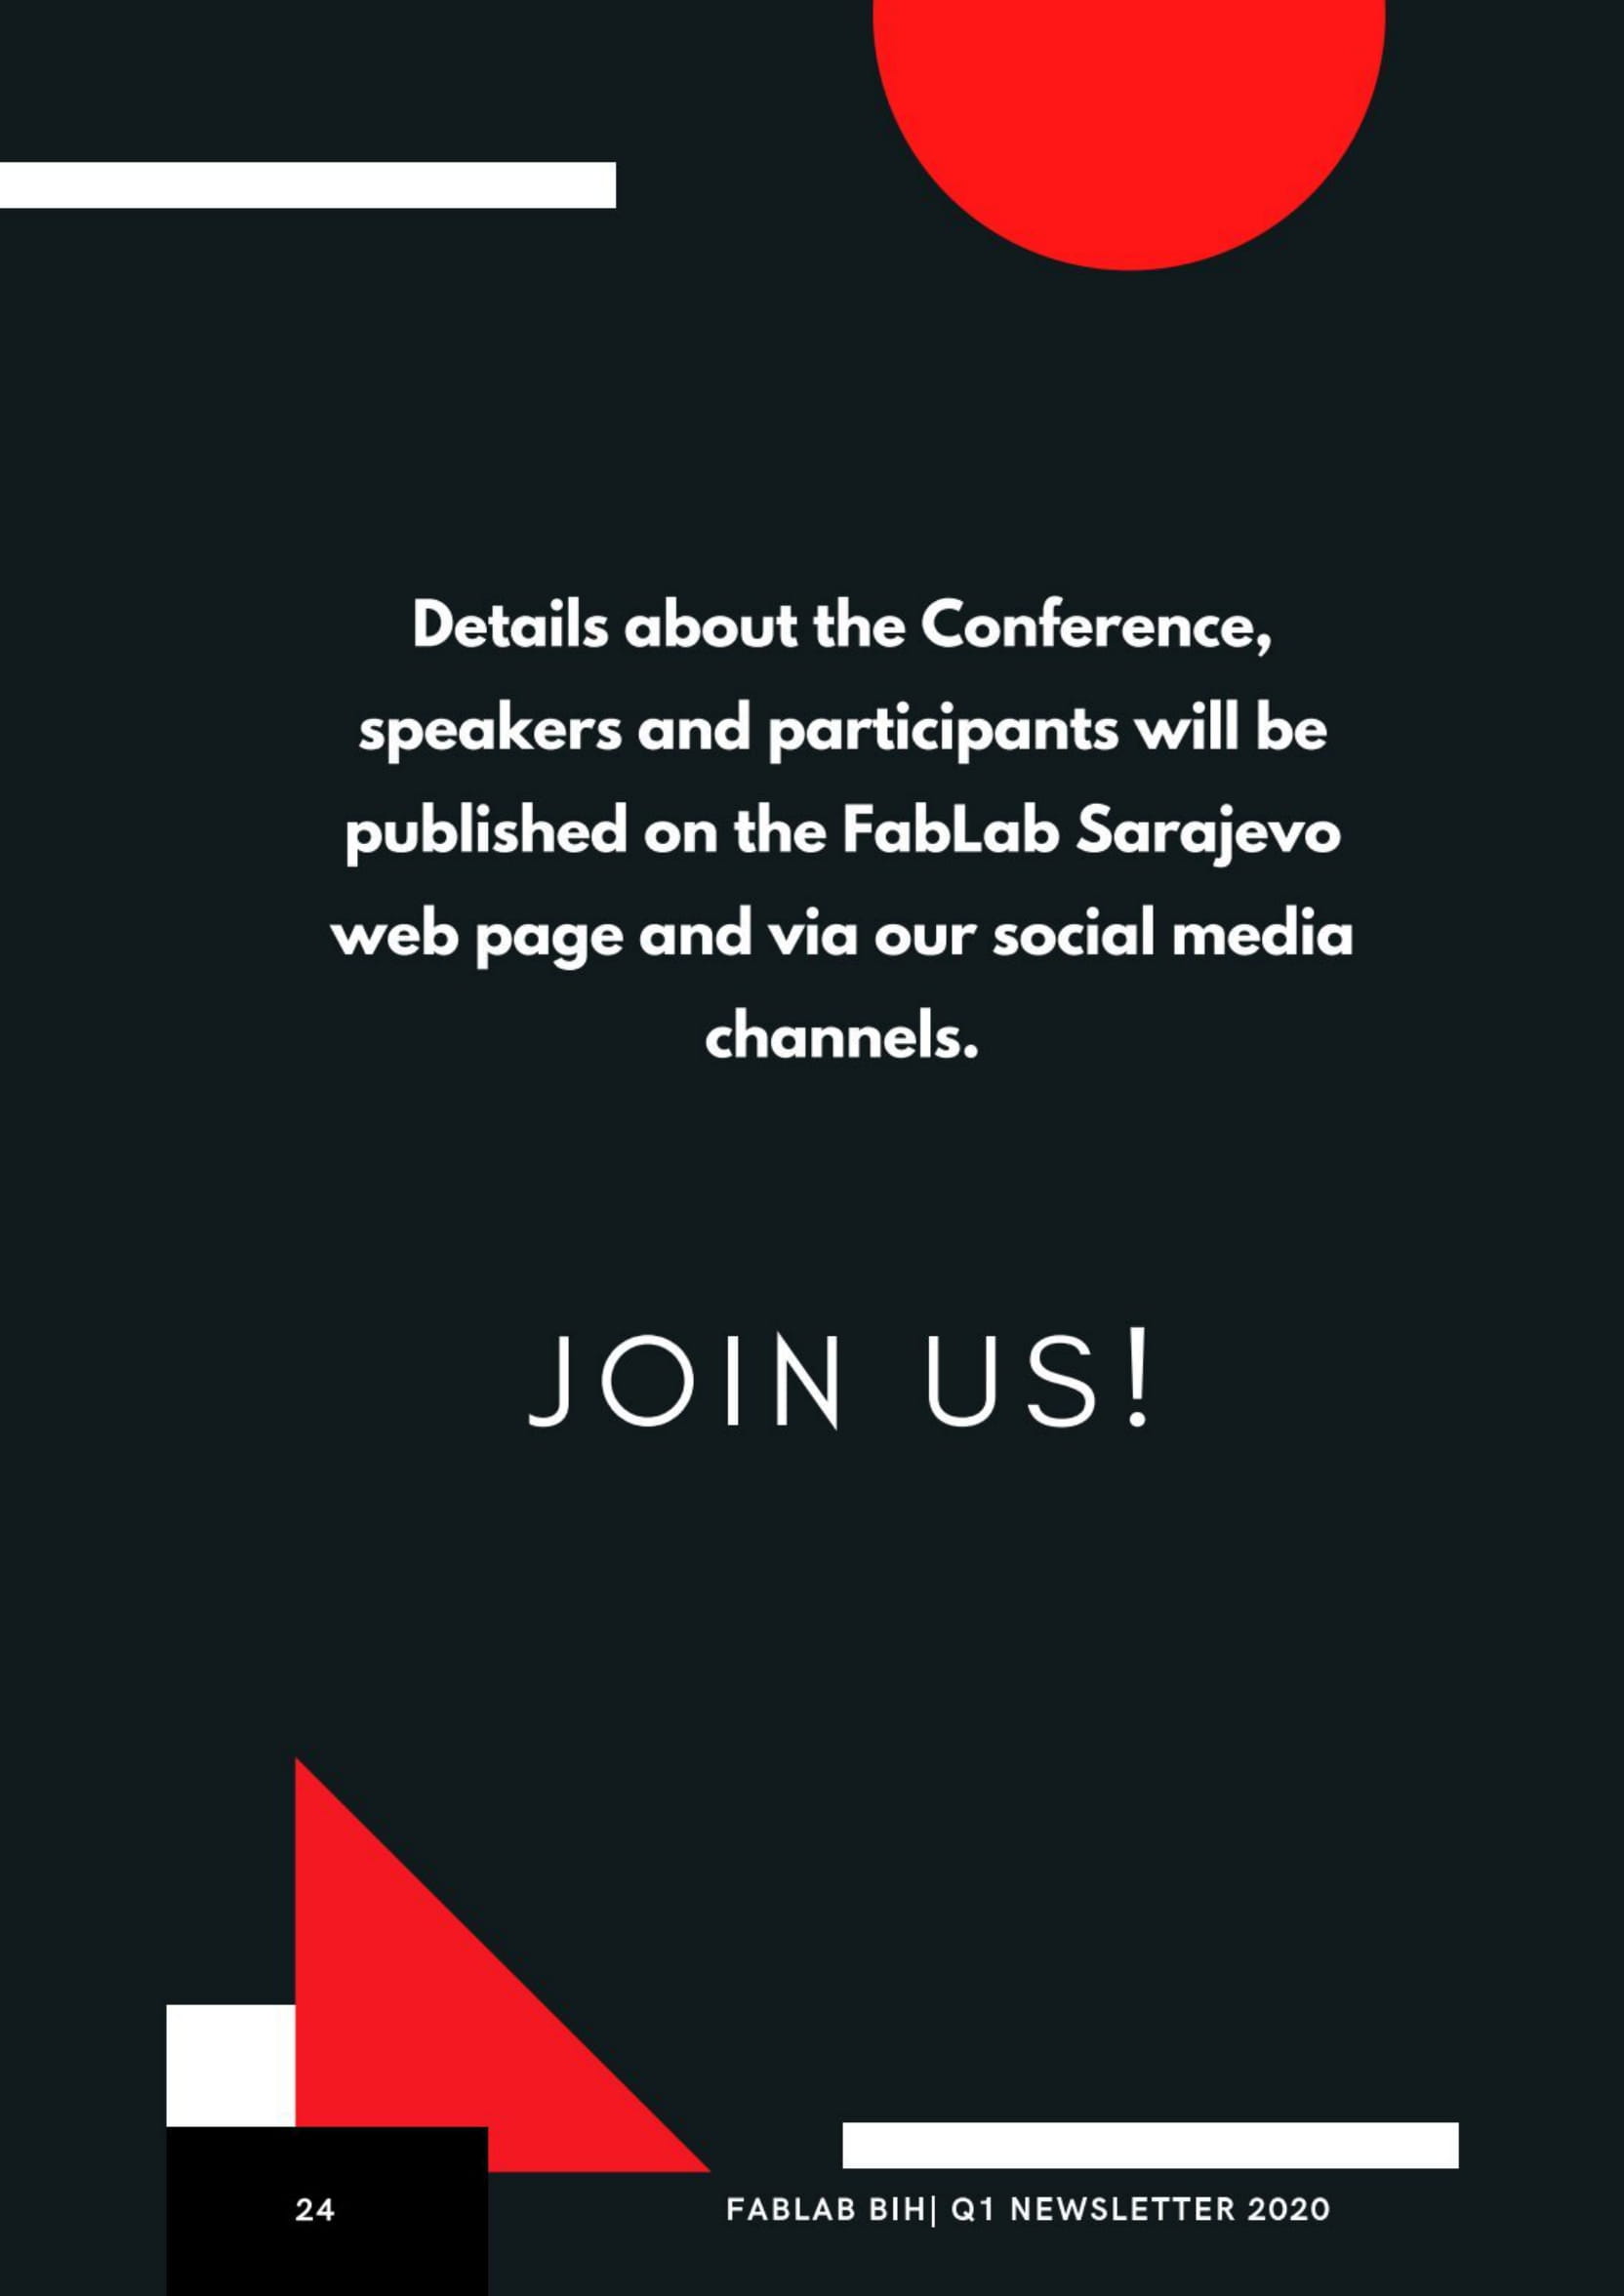 Details about the Conference,
speakers and participants will be
published on the FabLab Sarajevo
web page and via our social media
channels.
JOIN US!
24
FABLAB BIH| Q1 NEWSLETTER 2020